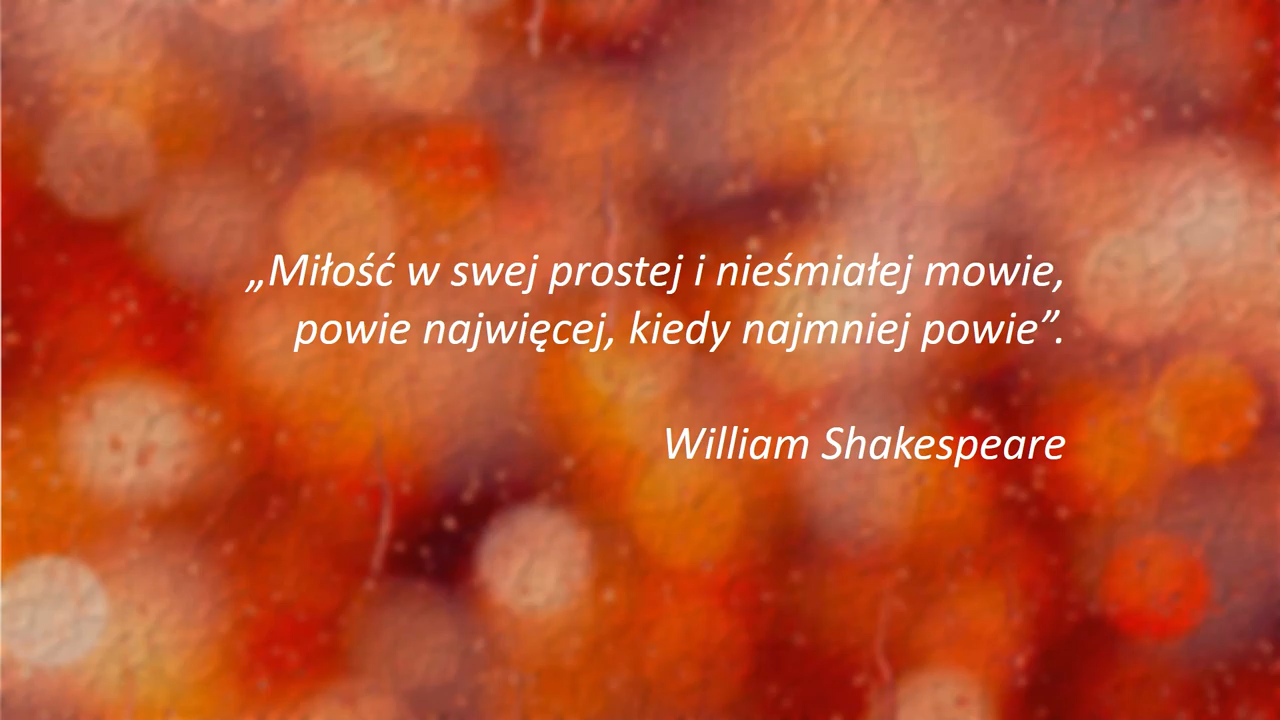 „Miłość w swej prostej i nieśmiałej mowie,
powie najwięcej, kiedy najmniej powie”.
William Shakespeare